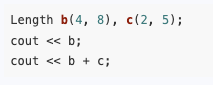 Length b(4, 8), c(2, 5);
cout << b;
cout << b + c;